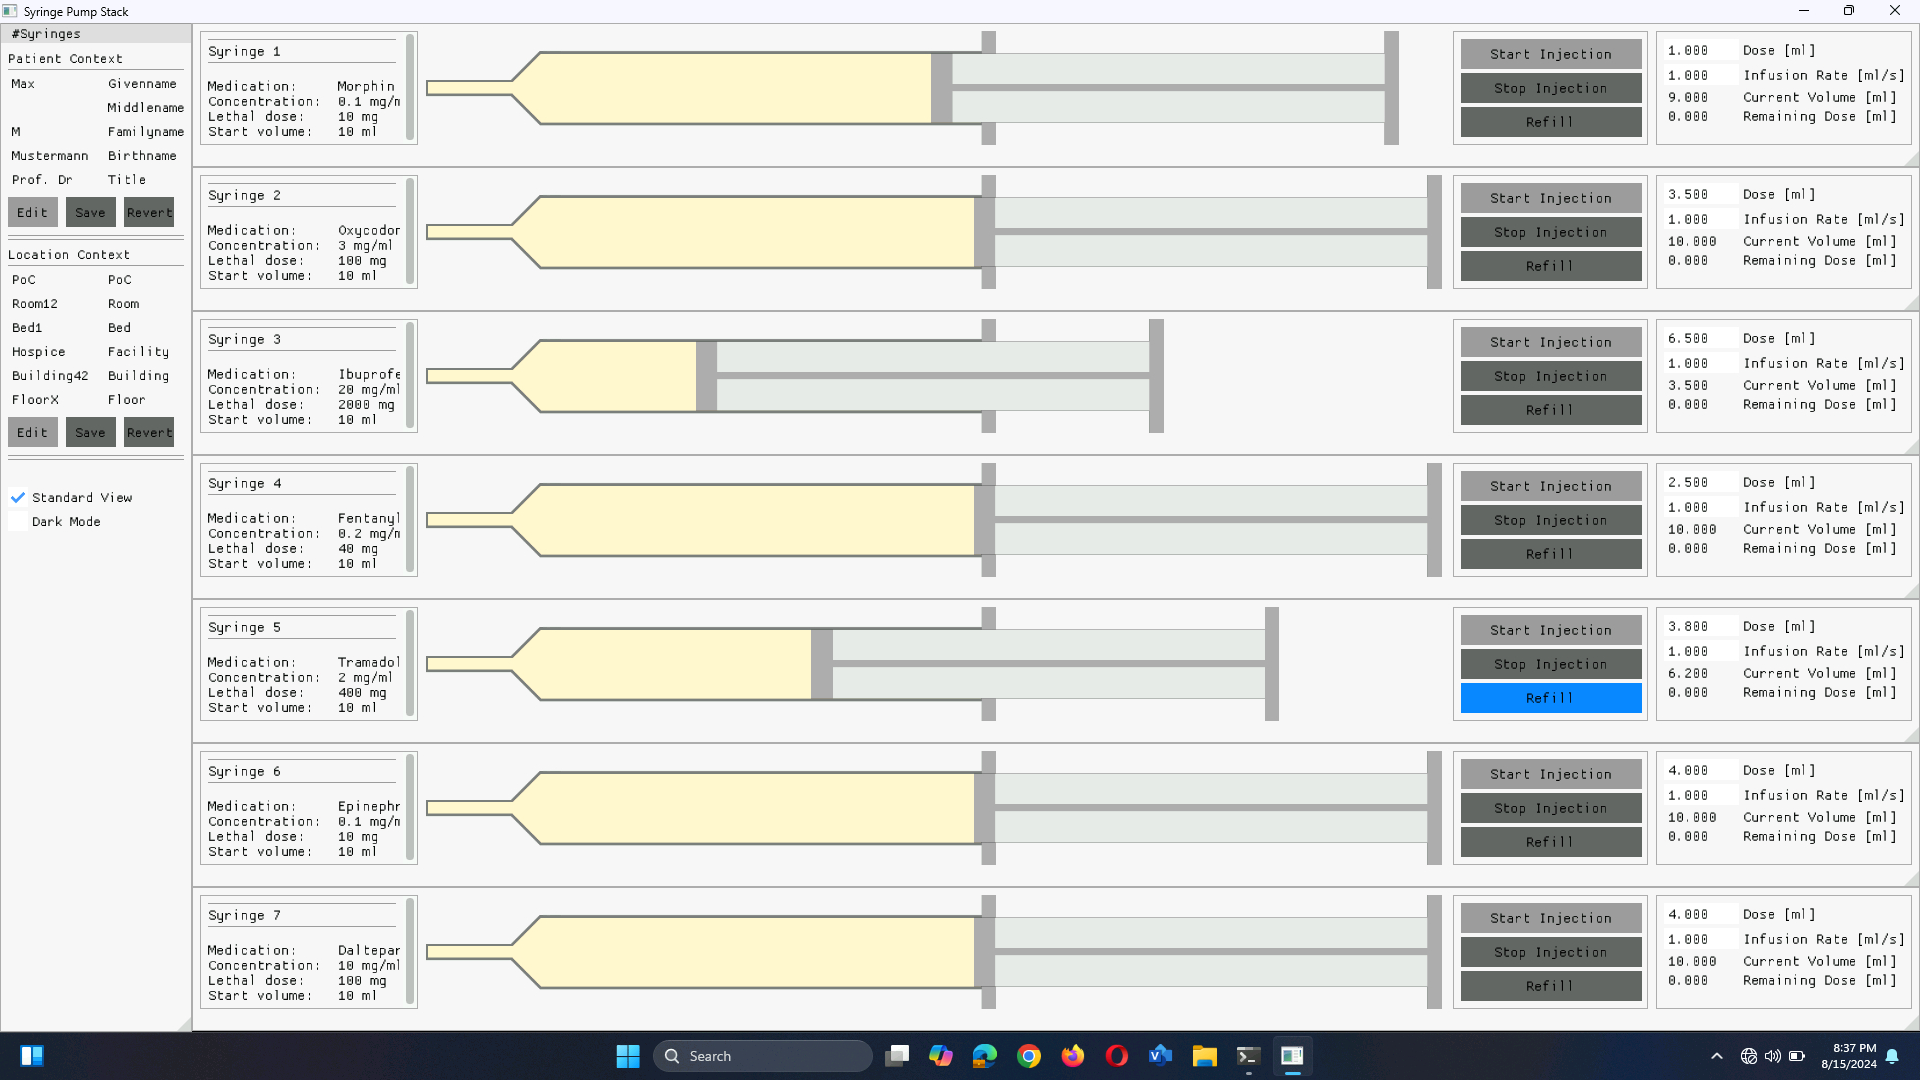 Syringe Pump Stack
#Syringes
Patient Context
Max Givenname
Middlename
M Familyname
Mustermann Birthname
Prof. Dr Title
Edit Save Revert
Location Context
PoC PoC
Room12 Room
Bed1 Bed
Hospice Facility
Building42 Building
FloorX Floor
Edit Save Revert
Standard View
Dark Mode
Syringe 1
Medication: Morphin
Concentration: 0.1 mg/m
Lethal dose: 10 mg
Start volume: 10 ml
Start Injection
Stop Injection
Refill
1.000 Dose [ml]
1.000 Infusion Rate [ml/s]
9.000 Current Volume [ml]
0.000 Remaining Dose [ml]
Syringe 2
Medication: Oxycodor
Concentration: 3 mg/ml
Lethal dose: 100 mg
Start volume: 10 ml
Start Injection
Stop Injection
Refill
3.500 Dose [ml]
1.000 Infusion Rate [ml/s]
10.000 Current Volume [ml]
0.000 Remaining Dose [ml]
Syringe 3
Medication: Ibuprofe
Concentration: 20 mg/ml
Lethal dose: 2000 mg
Start volume: 10 ml
Start Injection
Stop Injection
Refill
6.500 Dose [ml]
1.000 Infusion Rate [ml/s]
3.500 Current Volume [ml]
0.000 Remaining Dose [ml]
Syringe 4
Medication: Fentanyl
Concentration: 0.2 mg/m
Lethal dose: 40 mg
Start volume: 10 ml
Start Injection
Stop Injection
Refill
2.500 Dose [ml]
1.000 Infusion Rate [ml/s]
10.000 Current Volume [ml]
0.000 Remaining Dose [ml]
Syringe 5
Medication: Tramadol
Concentration: 2 mg/ml
Lethal dose: 400 mg
Start volume: 10 ml
Start Injection
Stop Injection
Refill
3.800 Dose [ml]
1.000 Infusion Rate [ml/s]
6.200 Current Volume [ml]
0.000 Remaining Dose [ml]
Syringe 6
Medication: Epinephr
Concentration: 0.1 mg/m
Lethal dose: 10 mg
Start volume: 10 ml
Start Injection
Stop Injection
Refill
4.000 Dose [ml]
1.000 Infusion Rate [ml/s]
10.000 Current Volume [ml]
0.000 Remaining Dose [ml]
Syringe 7
Medication: Daltepar
Concentration: 10 mg/ml
Lethal dose: 100 mg
Start volume: 10 ml
Start Injection
Stop Injection
Refill
4.000 Dose [ml]
1.000 Infusion Rate [ml/s]
10.000 Current Volume [ml]
0.000 Remaining Dose [ml]
Search
8:37 PM
8/15/2024